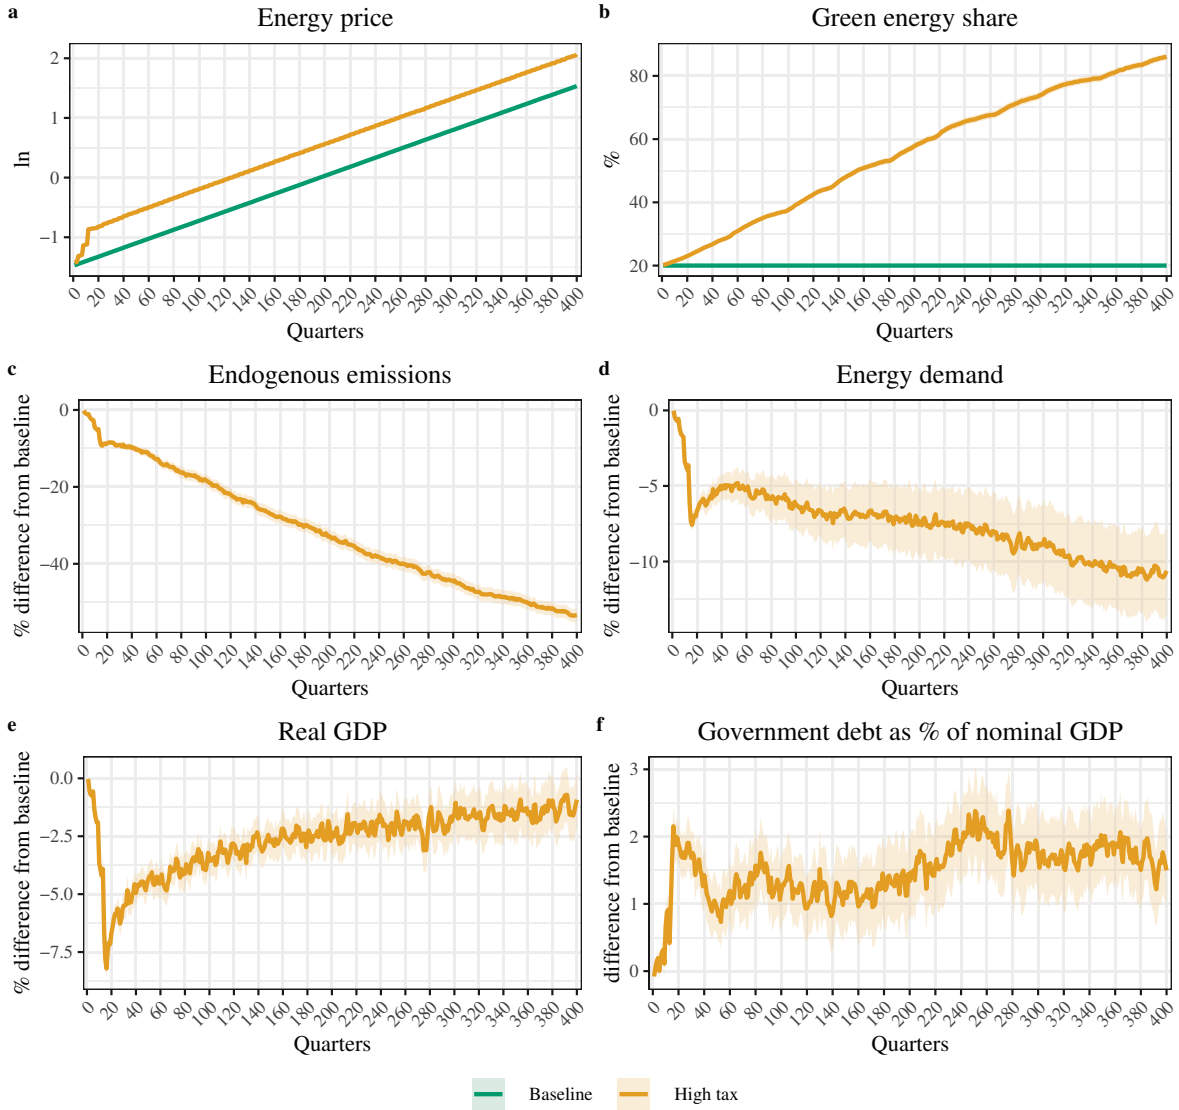 a Energy price
ln
2
1
0
−1
0 20 40 60 80 100 120 140 160 180 200 220 240 260 280 300 320 340 360 380 400
Quarters
b Green energy share
%
80
60
40
20
0 20 40 60 80 100 120 140 160 180 200 220 240 260 280 300 320 340 360 380 400
Quarters
c Endogenous emissions
% difference from baseline
0
−20
−40
0 20 40 60 80 100 120 140 160 180 200 220 240 260 280 300 320 340 360 380 400
Quarters
d Energy demand
% difference from baseline
0
−5
−10
0 20 40 60 80 100 120 140 160 180 200 220 240 260 280 300 320 340 360 380 400
Quarters
e Real GDP
% difference from baseline
0.0
−2.5
−5.0
−7.5
0 20 40 60 80 100 120 140 160 180 200 220 240 260 280 300 320 340 360 380 400
Quarters
f Government debt as % of nominal GDP
difference from baseline
3
2
1
0
0 20 40 60 80 100 120 140 160 180 200 220 240 260 280 300 320 340 360 380 400
Quarters
Baseline High tax